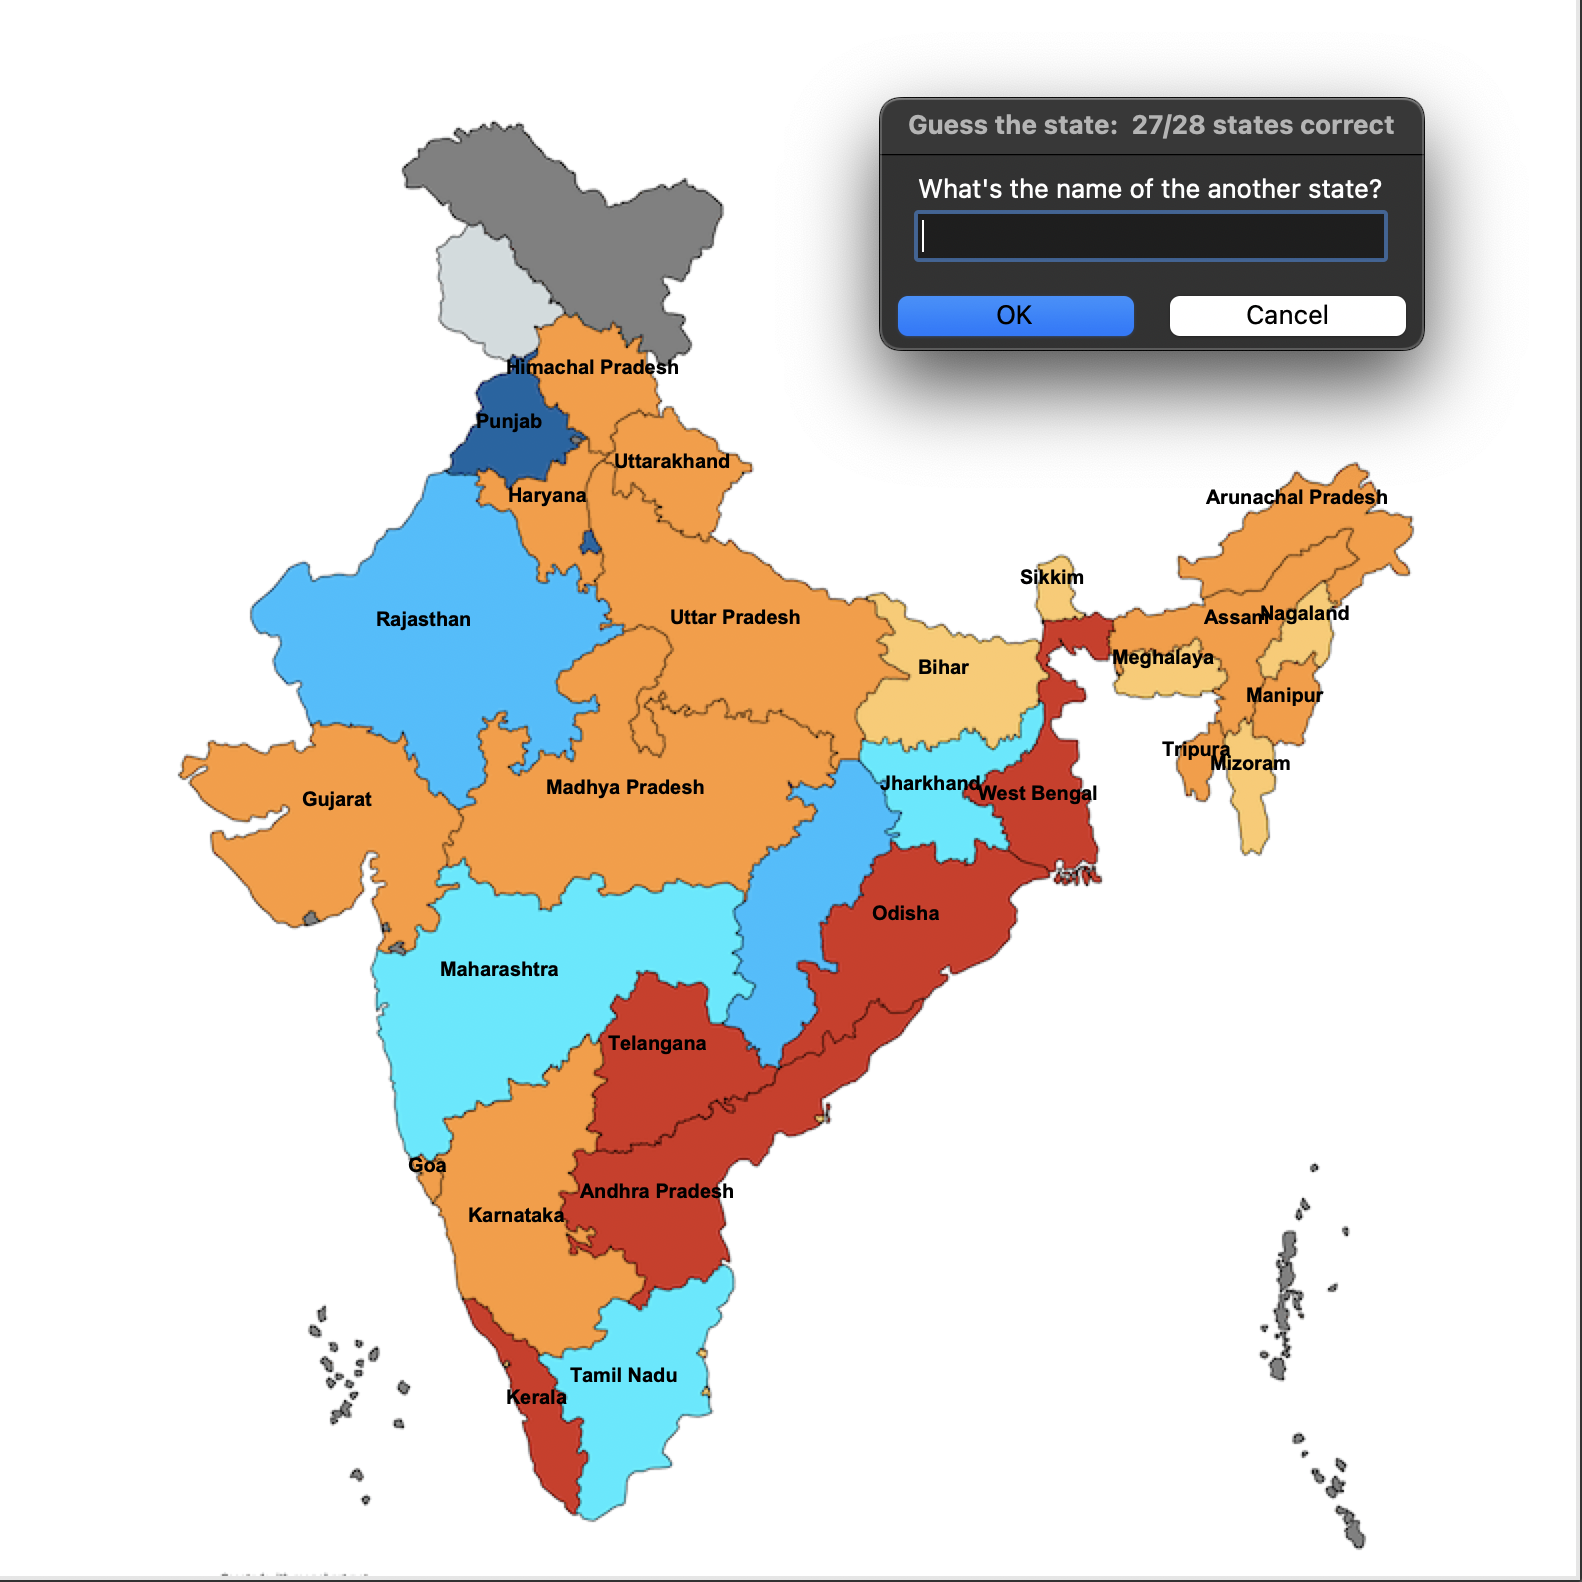 Guess the state:  27/28 states correct
What's the name of the another state?
OK
Cancel
Himachal Pradesh
Punjab
Uttarakhand
Haryana
Arunachal Pradesh
Sikkim
Rajasthan
Uttar Pradesh
Assam
Nagaland
Bihar
Meghalaya
Manipur
Tripura
Mizoram
Gujarat
Madhya Pradesh
Jharkhand
West Bengal
Odisha
Maharashtra
Telangana
Goa
Andhra Pradesh
Karnataka
Tamil Nadu
Kerala